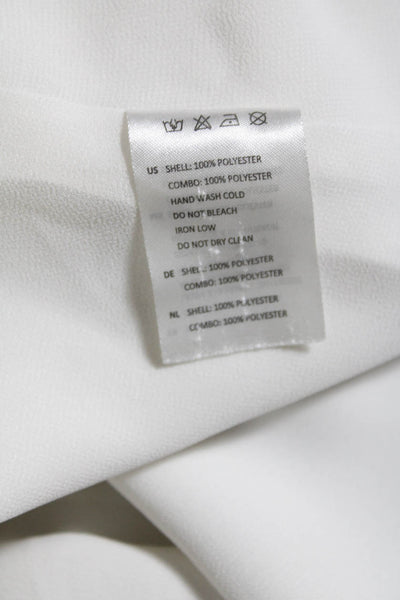 US SHELL: 100% POLYESTER
COMBO: 100% POLYESTER
HAND WASH COLD
DO NOT BLEACH
IRON LOW
DO NOT DRY CLEAN
DE SHELL: 100% POLYESTER
COMBO: 100% POLYESTER
NL SHELL: 100% POLYESTER
COMBO: 100% POLYESTER